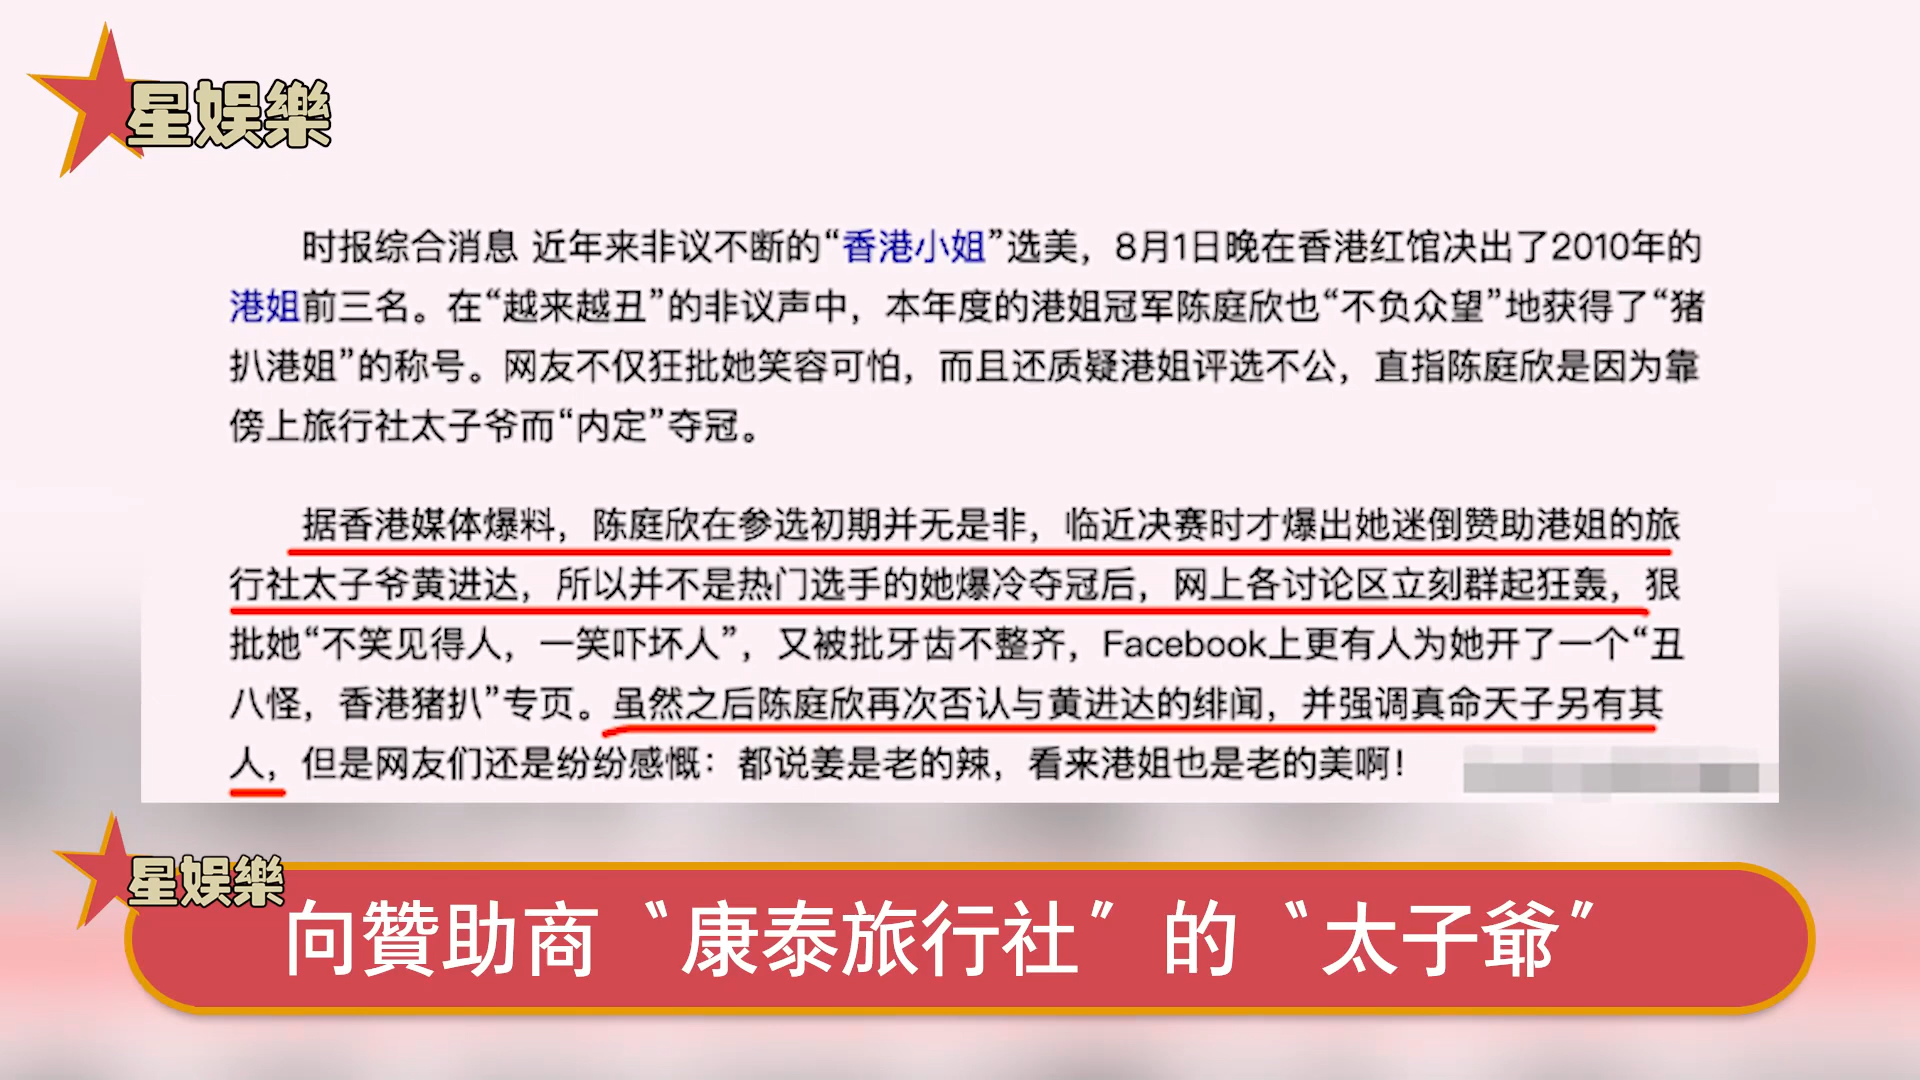 星娱樂
时报综合消息 近年来非议不断的“香港小姐”选美，8月1日晚在香港红馆决出了2010年的
港姐前三名。在“越来越丑”的非议声中，本年度的港姐冠军陈庭欣也“不负众望”地获得了“猪
扒港姐”的称号。网友不仅狂批她笑容可怕，而且还质疑港姐评选不公，直指陈庭欣是因为靠
傍上旅行社太子爷而“内定”夺冠。
据香港媒体爆料，陈庭欣在参选初期并无是非，临近决赛时才爆出她迷倒赞助港姐的旅
行社太子爷黄进达，所以并不是热门选手的她爆冷夺冠后，网上各讨论区立刻群起狂轰，狠
批她“不笑见得人，一笑吓坏人”，又被批牙齿不整齐，Facebook上更有人为她开了一个“丑
八怪，香港猪扒”专页。虽然之后陈庭欣再次否认与黄进达的绯闻，并强调真命天子另有其
人，但是网友们还是纷纷感慨：都说姜是老的辣，看来港姐也是老的美啊！
星娱樂
向贊助商〝康泰旅行社〞的〝太子爺〞